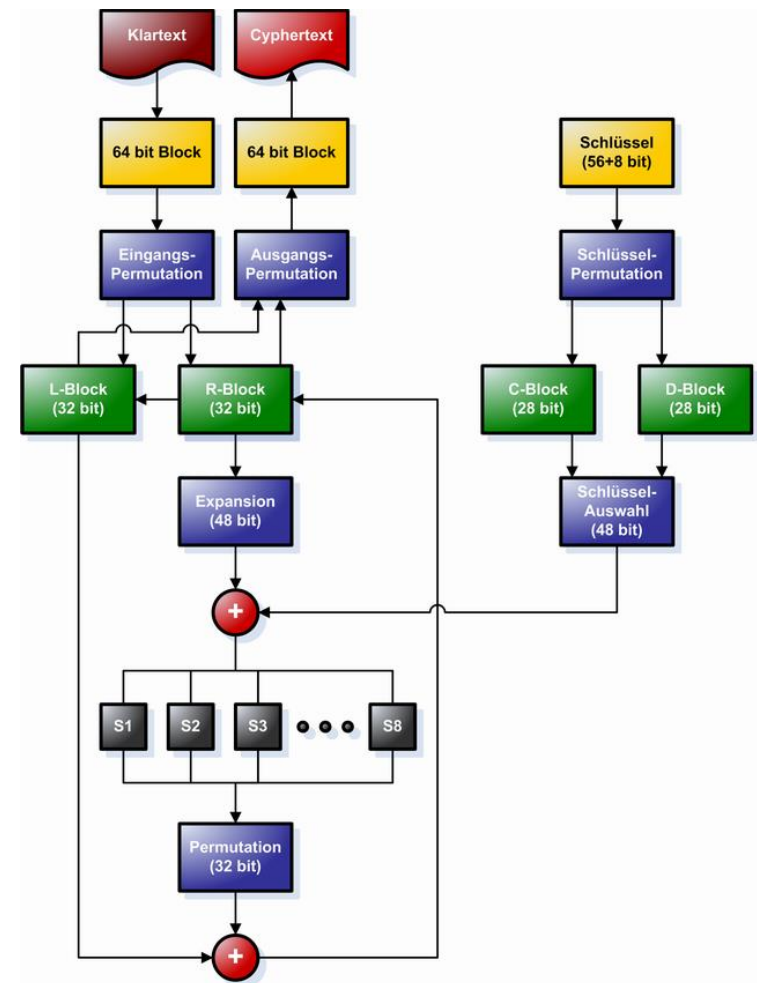 Klartext
Cyphertext
64 bit Block
64 bit Block
Schlüssel
(56+8 bit)
Eingangs-
Permutation
Ausgangs-
Permutation
Schlüssel-
Permutation
L-Block
(32 bit)
R-Block
(32 bit)
C-Block
(28 bit)
D-Block
(28 bit)
Expansion
(48 bit)
Schlüssel-
Auswahl
(48 bit)
+
S1
S2
S3
S8
Permutation
(32 bit)
+